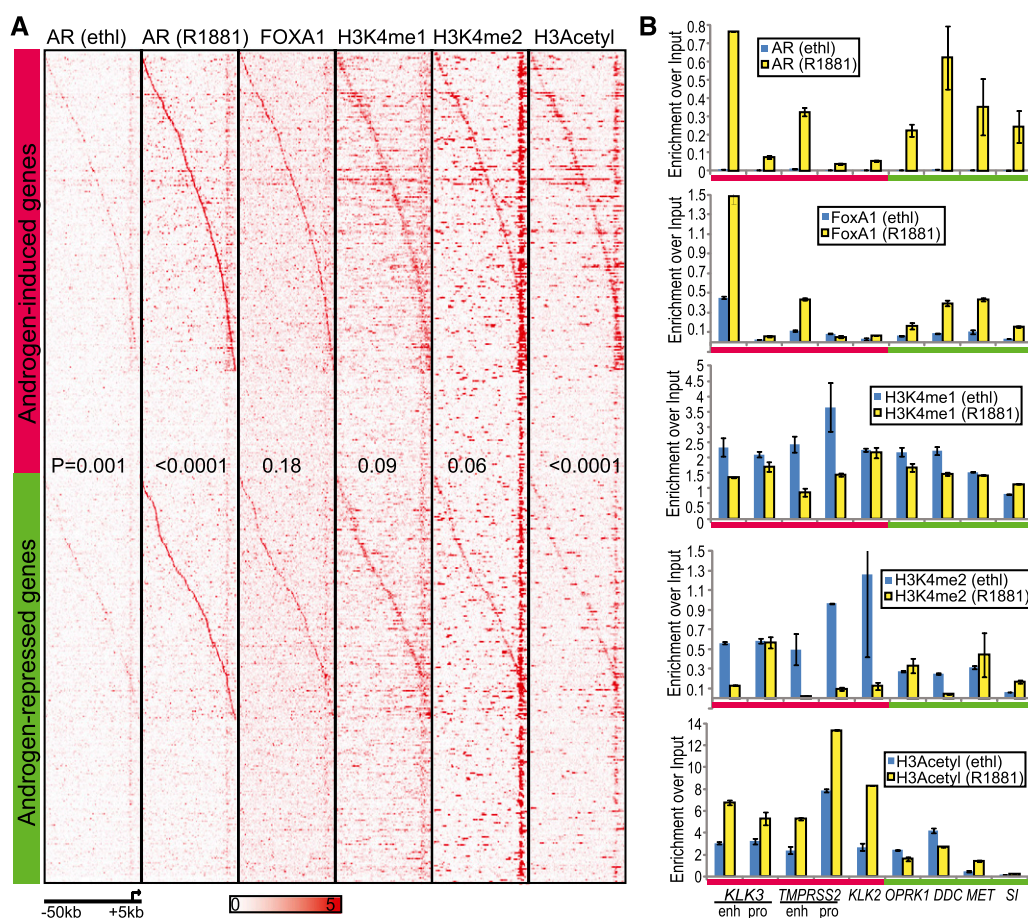 A
AR (ethl) AR (R1881) FOXA1 H3K4me1 H3K4me2 H3Acetyl
Androgen-induced genes
P=0.001 <0.0001 0.18 0.09 0.06 <0.0001
Androgen-repressed genes
-50kb +5kb
0 5
B
Enrichment over Input
0.8
0.7
0.6
0.5
0.4
0.3
0.2
0.1
0
AR (ethl)
AR (R1881)
Enrichment over Input
1.5
1.3
1.1
0.9
0.7
0.5
0.3
0.1
FoxA1 (ethl)
FoxA1 (R1881)
Enrichment over Input
5
4.5
3.5
3
2.5
2
1.5
1
0.5
0
H3K4me1 (ethl)
H3K4me1 (R1881)
Enrichment over Input
1.5
1.3
1.1
0.9
0.7
0.5
0.3
0.1
H3K4me2 (ethl)
H3K4me2 (R1881)
Enrichment over Input
14
12
10
8
6
4
2
0
H3Acetyl (ethl)
H3Acetyl (R1881)
KLK3 TMPRSS2 KLK2 OPRK1 DDC MET SI
enh pro enh pro